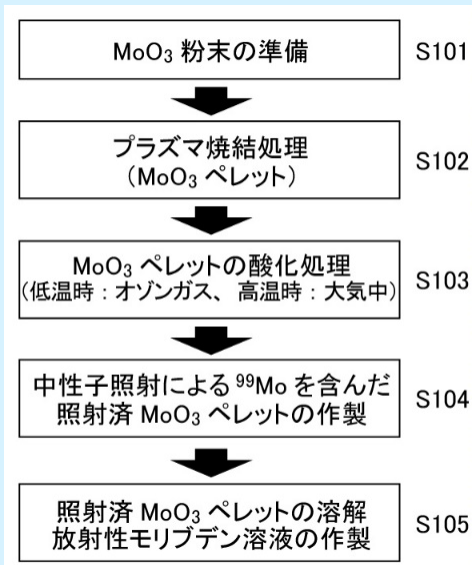 MoO₃ 粉末の準備 S101
プラズマ焼結処理
(MoO₃ ペレット) S102
MoO₃ ペレットの酸化処理
(低温時:オゾンガス、高温時:大気中) S103
中性子照射による ⁹⁹Mo を含んだ
照射済 MoO₃ ペレットの作製 S104
照射済 MoO₃ ペレットの溶解
放射性モリブデン溶液の作製 S105